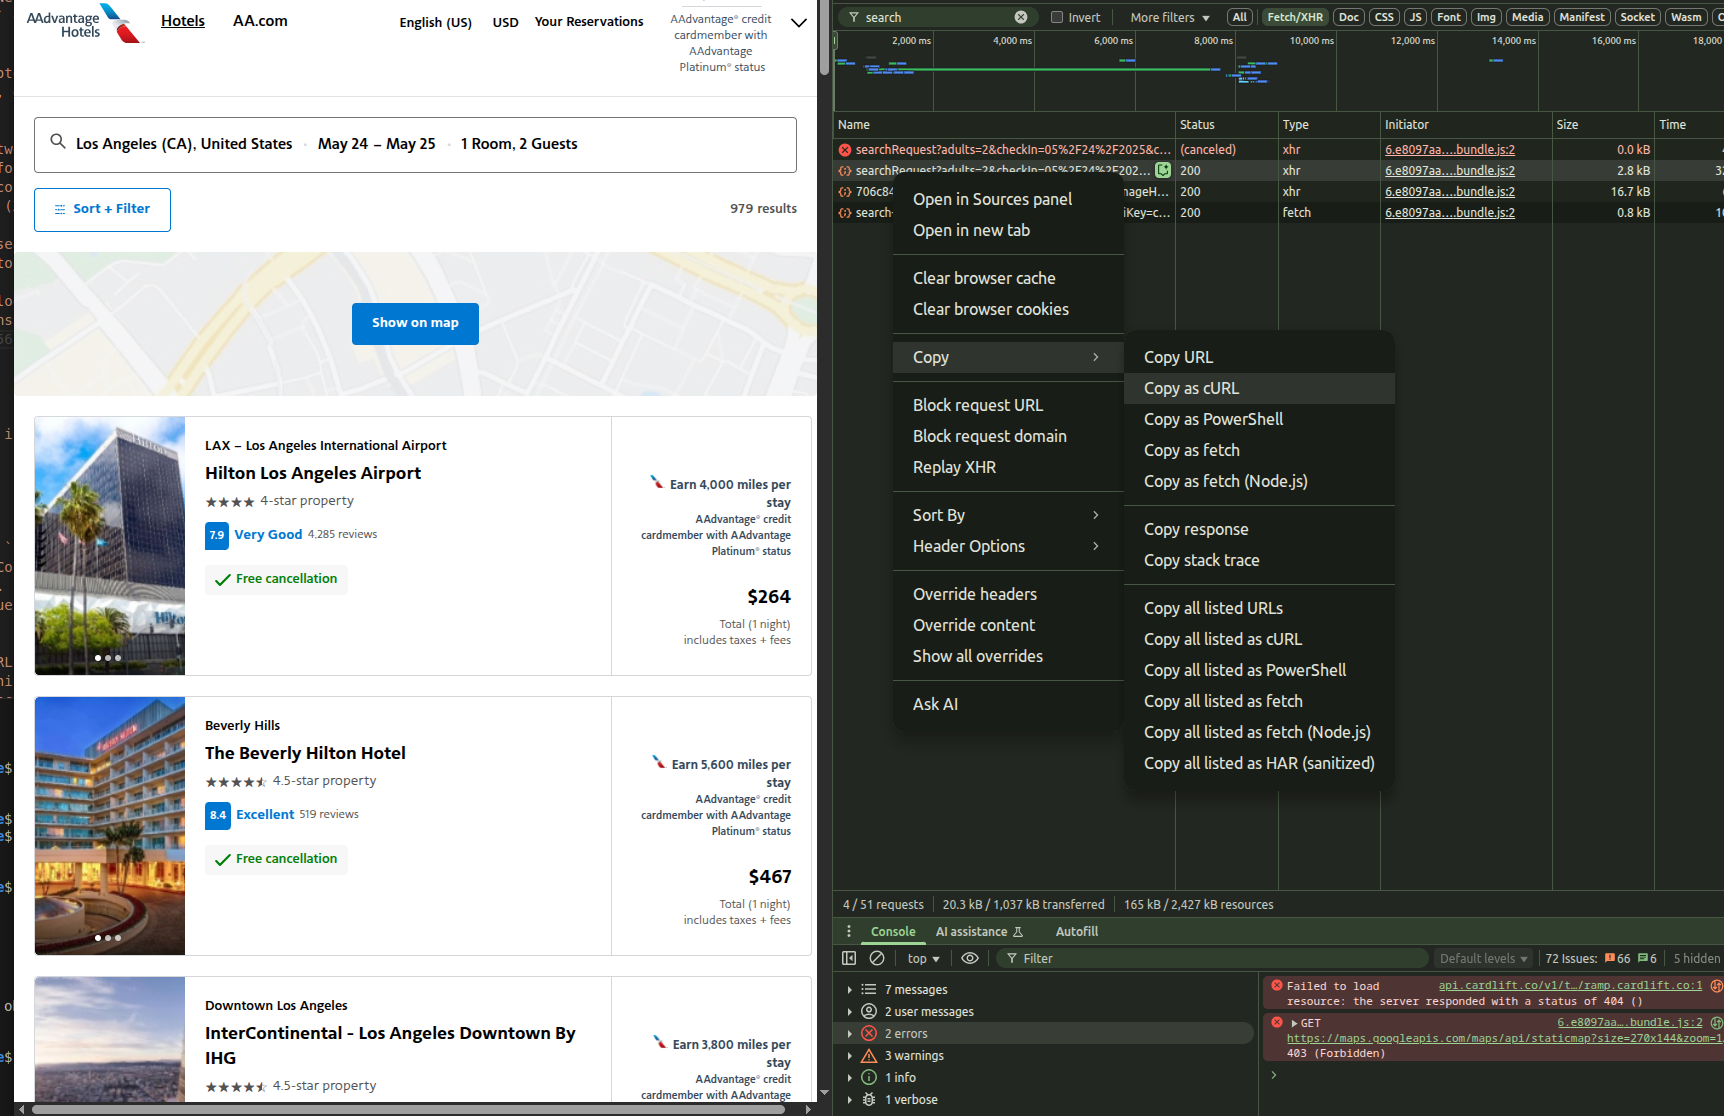 AAdvantage Hotels
Hotels
AA.com
English (US)
USD
Your Reservations
AAdvantage® credit
cardmember with
AAdvantage
Platinum® status
Los Angeles (CA), United States · May 24 – May 25 · 1 Room, 2 Guests
Sort + Filter
979 results
Show on map
LAX – Los Angeles International Airport
Hilton Los Angeles Airport
4-star property
7.9 Very Good 4,285 reviews
Free cancellation
Earn 4,000 miles per
stay
AAdvantage® credit
cardmember with AAdvantage
Platinum® status
$264
Total (1 night)
includes taxes + fees
Beverly Hills
The Beverly Hilton Hotel
4.5-star property
8.4 Excellent 519 reviews
Free cancellation
Earn 5,600 miles per
stay
AAdvantage® credit
cardmember with AAdvantage
Platinum® status
$467
Total (1 night)
includes taxes + fees
Downtown Los Angeles
InterContinental - Los Angeles Downtown By
IHG
4.5-star property
Earn 3,800 miles per
stay
AAdvantage® credit
cardmember with AAdvantage
search
Invert
More filters
All
Fetch/XHR
Doc
CSS
JS
Font
Img
Media
Manifest
Socket
Wasm
2,000 ms
4,000 ms
6,000 ms
8,000 ms
10,000 ms
12,000 ms
14,000 ms
16,000 ms
18,000
Name Status Type Initiator Size Time
searchRequest?adults=2&checkIn=05%2F24%2F2025&c... (canceled) xhr 6.e8097aa....bundle.js:2 0.0 kB
searchRequest?adults=2&checkIn=05%2F24%2F202... 200 xhr 6.e8097aa....bundle.js:2 2.8 kB
706c84 nageH... 200 xhr 6.e8097aa....bundle.js:2 16.7 kB
search- iKey=c... 200 fetch 6.e8097aa....bundle.js:2 0.8 kB
Open in Sources panel
Open in new tab
Clear browser cache
Clear browser cookies
Copy
Block request URL
Block request domain
Replay XHR
Sort By
Header Options
Override headers
Override content
Show all overrides
Ask AI
Copy URL
Copy as cURL
Copy as PowerShell
Copy as fetch
Copy as fetch (Node.js)
Copy response
Copy stack trace
Copy all listed URLs
Copy all listed as cURL
Copy all listed as PowerShell
Copy all listed as fetch
Copy all listed as fetch (Node.js)
Copy all listed as HAR (sanitized)
4 / 51 requests
20.3 kB / 1,037 kB transferred
165 kB / 2,427 kB resources
Console
AI assistance
Autofill
top
Filter
Default levels
72 Issues: 66 6
5 hidden
7 messages
2 user messages
2 errors
3 warnings
1 info
1 verbose
Failed to load api.cardlift.co/v1/t…/ramp.cardlift.co:1
resource: the server responded with a status of 404 ()
GET 6.e8097aa….bundle.js:2
https://maps.googleapis.com/maps/api/staticmap?size=270x144&zoom=1
403 (Forbidden)